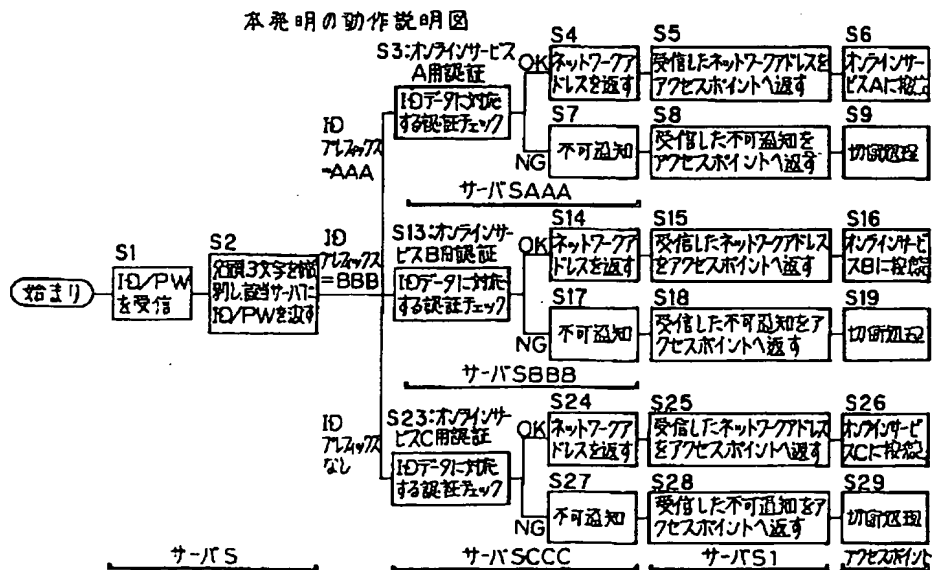 本発明の動作説明図
始まり
S1
ID/PW
を受信
S2
先頭3文字を識
別し、該当サーバに
ID/PWを渡す
ID
プレフィックス
=AAA
ID
プレフィックス
=BBB
ID
プレフィックス
なし
S3:オンラインサービス
A用認証
IDデータに対応
する認証チェック
OK
NG
S4
ネットワークア
ドレスを返す
S5
受信したネットワークアドレスを
アクセスポイントへ返す
S6
オンラインサー
ビスAに接続
S7
不可通知
S8
受信した不可通知を
アクセスポイントへ返す
S9
切断処理
サーバSAAA
S13:オンラインサー
ビスB用認証
IDデータに対応
する認証チェック
OK
NG
S14
ネットワークア
ドレスを返す
S15
受信したネットワークアドレス
をアクセスポイントへ返す
S16
オンラインサー
ビスBに接続
S17
不可通知
S18
受信した不可通知をア
クセスポイントへ返す
S19
切断処理
サーバSBBB
S23:オンラインサー
ビスC用認証
IDデータに対応
する認証チェック
OK
NG
S24
ネットワークア
ドレスを返す
S25
受信したネットワークアドレス
をアクセスポイントへ返す
S26
オンラインサー
ビスCに接続
S27
不可通知
S28
受信した不可通知をア
クセスポイントへ返す
S29
切断処理
サーバS
サーバSCCC
サーバS1
アクセスポイント